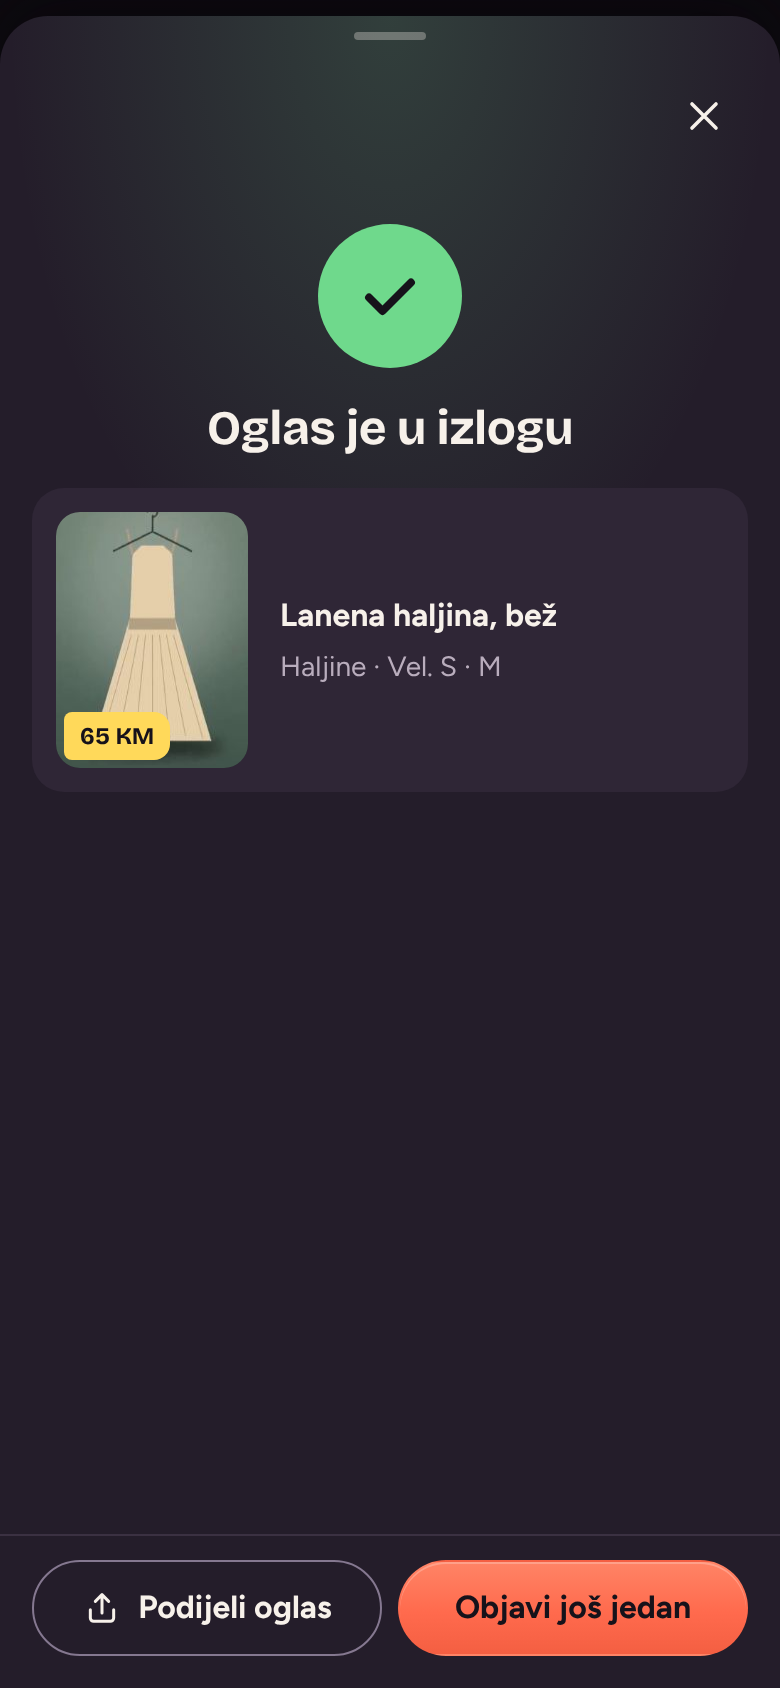 Oglas je u izlogu
Lanena haljina, bež
Haljine · Vel. S · M
65 KM
Podijeli oglas
Objavi još jedan